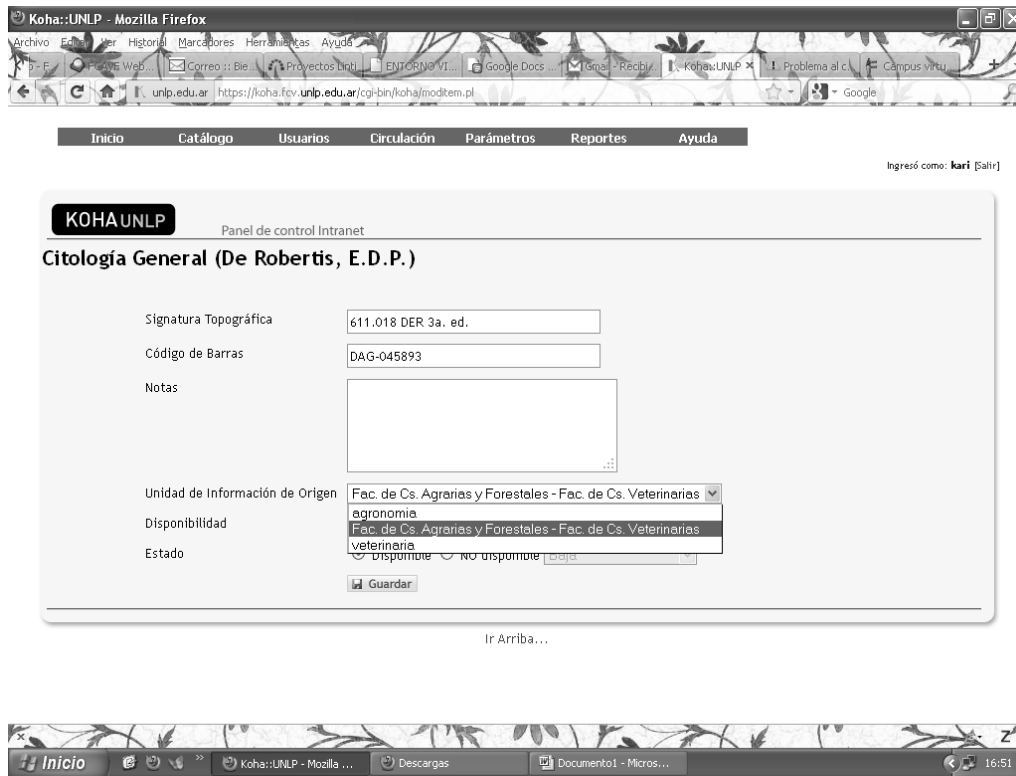 Koha::UNLP - Mozilla Firefox
Archivo Editar Ver Historial Marcadores Herramientas Ayuda
Web... Correo :: Bie... Proyectos Linti ENTORNO VI... Google Docs ... Gmail - Recibi... Koha::UNLP Problema al c... Campus virtu...
unlp.edu.ar https://koha.fcv.unlp.edu.ar/cgi-bin/koha/moditem.pl Google
Inicio Catálogo Usuarios Circulación Parámetros Reportes Ayuda
Ingresó como: kari [Salir]
KOHA UNLP Panel de control Intranet
Citología General (De Robertis, E.D.P.)
Signatura Topográfica 611.018 DER 3a. ed.
Código de Barras DAG-045893
Notas
Unidad de Información de Origen Fac. de Cs. Agrarias y Forestales - Fac. de Cs. Veterinarias
agronomia
Disponibilidad Fac. de Cs. Agrarias y Forestales - Fac. de Cs. Veterinarias
veterinaria
Estado Disponible NO disponible Baja
Guardar
Ir Arriba...
Inicio Koha::UNLP - Mozilla ... Descargas Documento1 - Micros... 16:51